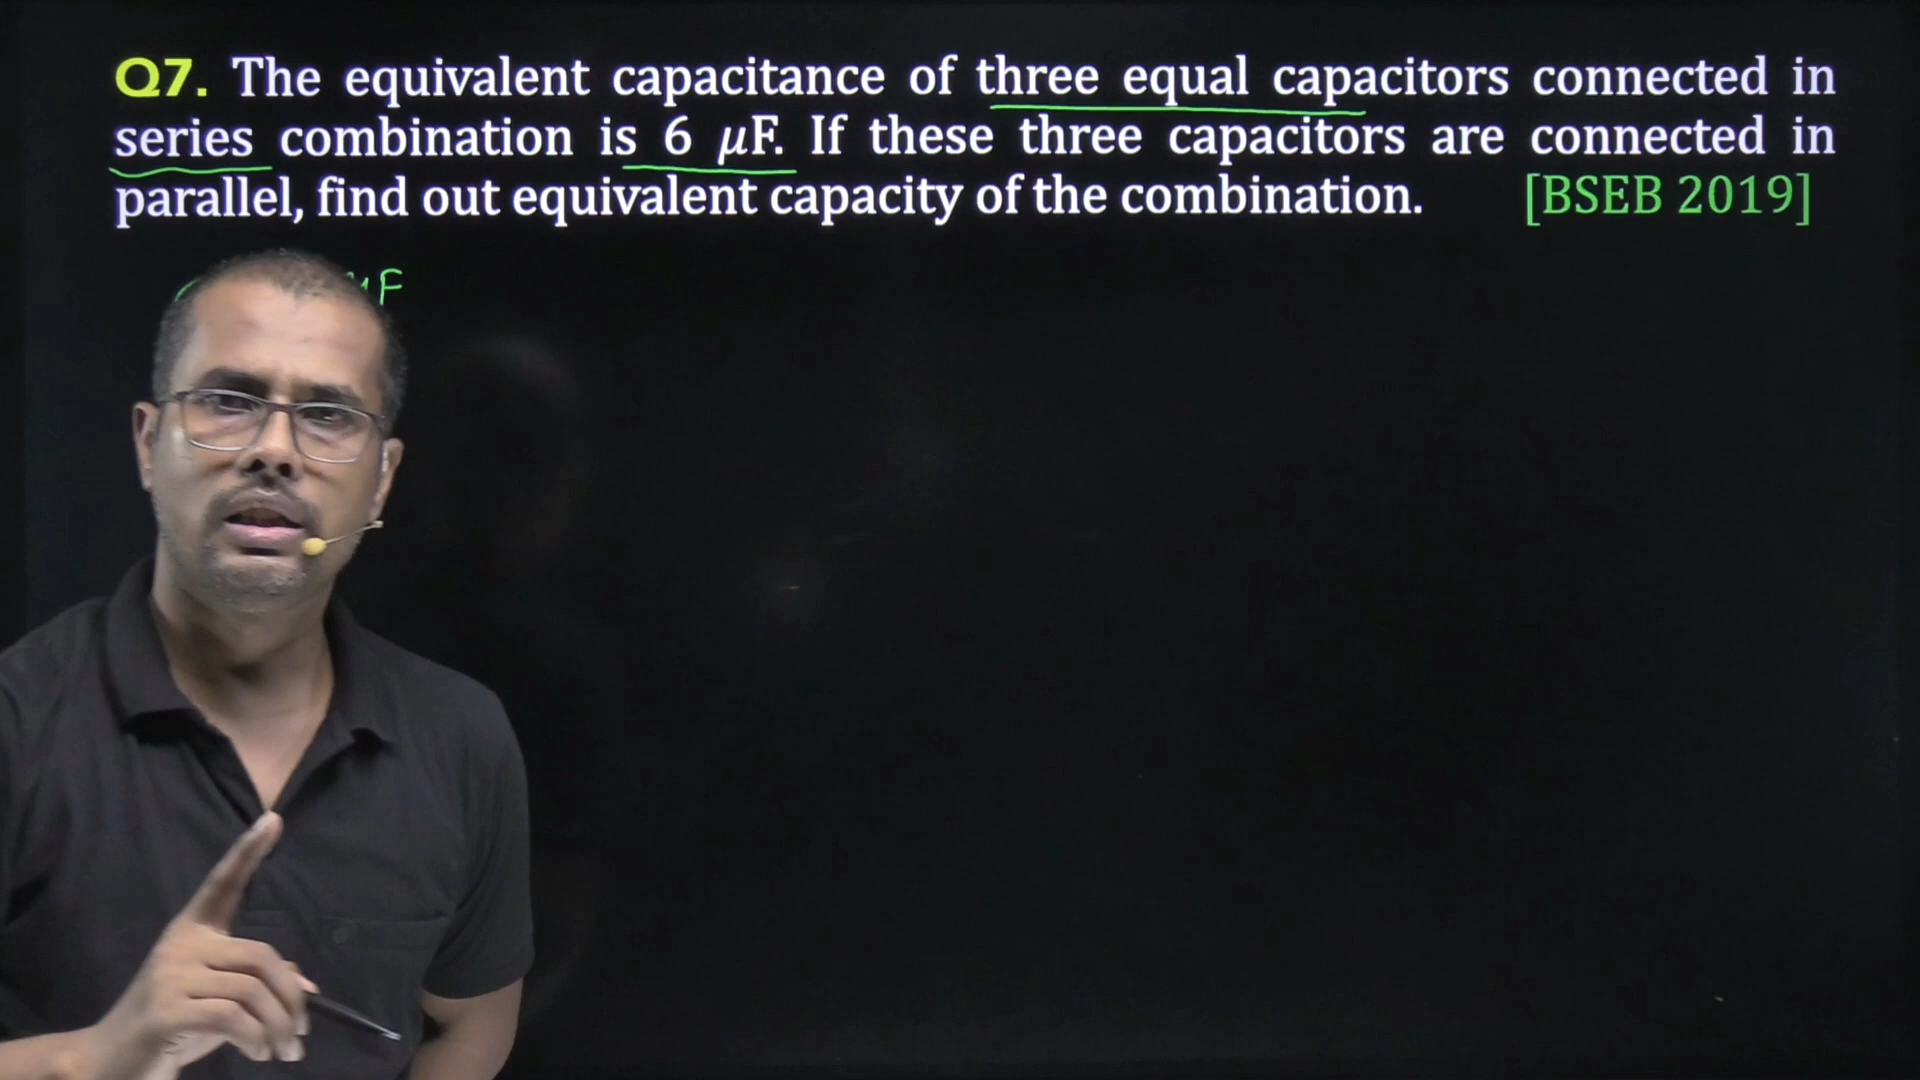 Q7. The equivalent capacitance of three equal capacitors connected in
series combination is 6 μF. If these three capacitors are connected in
parallel, find out equivalent capacity of the combination. [BSEB 2019]
μF